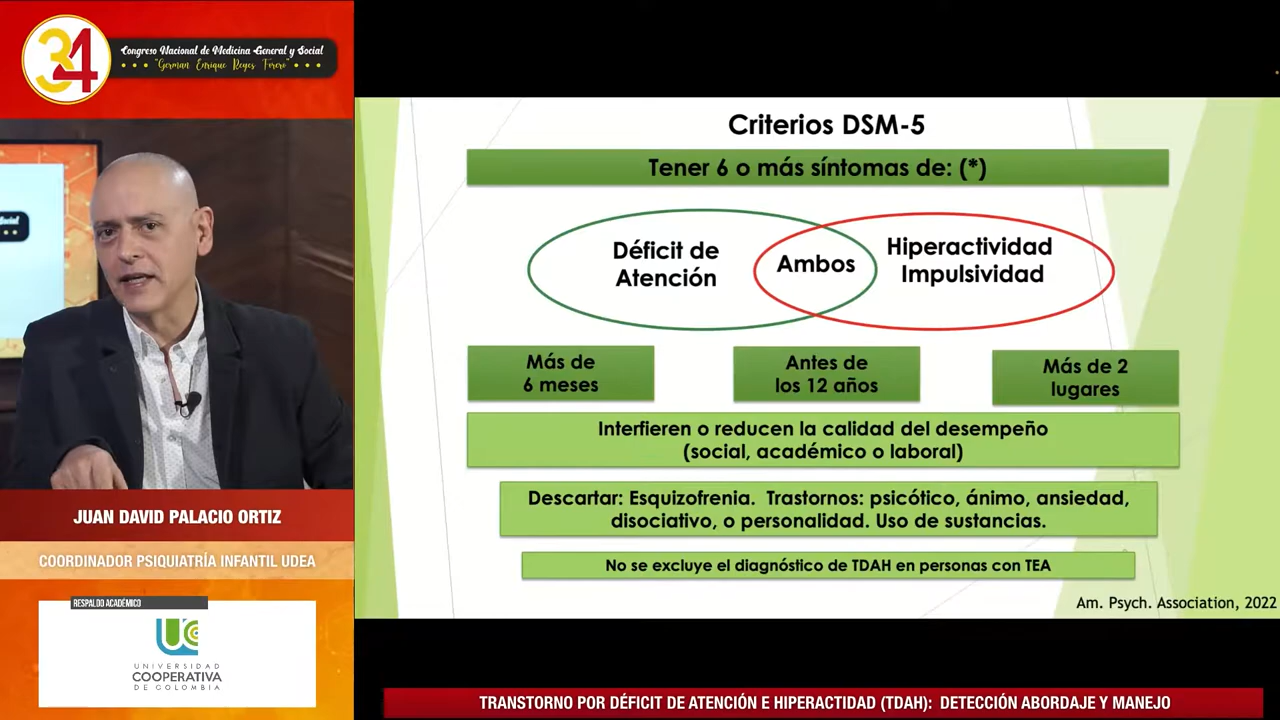 34
Congreso Nacional de Medicina General y Social
"German Enrique Reyes Forero"
Social
Criterios DSM-5
Tener 6 o más síntomas de: (*)
Déficit de
Atención
Ambos
Hiperactividad
Impulsividad
Más de
6 meses
Antes de
los 12 años
Más de 2
lugares
Interfieren o reducen la calidad del desempeño
(social, académico o laboral)
Descartar: Esquizofrenia. Trastornos: psicótico, ánimo, ansiedad,
disociativo, o personalidad. Uso de sustancias.
No se excluye el diagnóstico de TDAH en personas con TEA
Am. Psych. Association, 2022
JUAN DAVID PALACIO ORTIZ
COORDINADOR PSIQUIATRÍA INFANTIL UDEA
RESPALDO ACADÉMICO
UC
UNIVERSIDAD
COOPERATIVA
DE COLOMBIA
TRANSTORNO POR DÉFICIT DE ATENCIÓN E HIPERACTIDAD (TDAH): DETECCIÓN ABORDAJE Y MANEJO